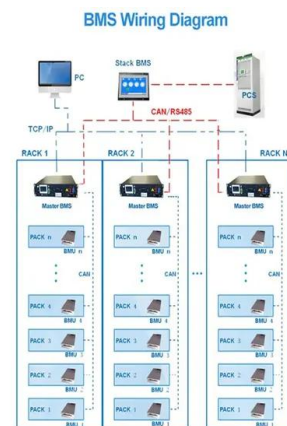 BMS Wiring Diagram
Stack BMS
PC
PCS
CAN/RS485
TCP/IP
RACK 1
RACK 2
RACK N
Master BMS
Master BMS
Master BMS
PACK n
PACK n
PACK n
BMU n
BMU n
BMU n
CAN
CAN
CAN
PACK 4
PACK 4
PACK 4
BMU 4
BMU 4
BMU 4
PACK 3
PACK 3
PACK 3
BMU 3
BMU 3
BMU 3
PACK 2
PACK 2
PACK 2
BMU 2
BMU 2
BMU 2
PACK 1
PACK 1
PACK 1
BMU
BMU
BMU